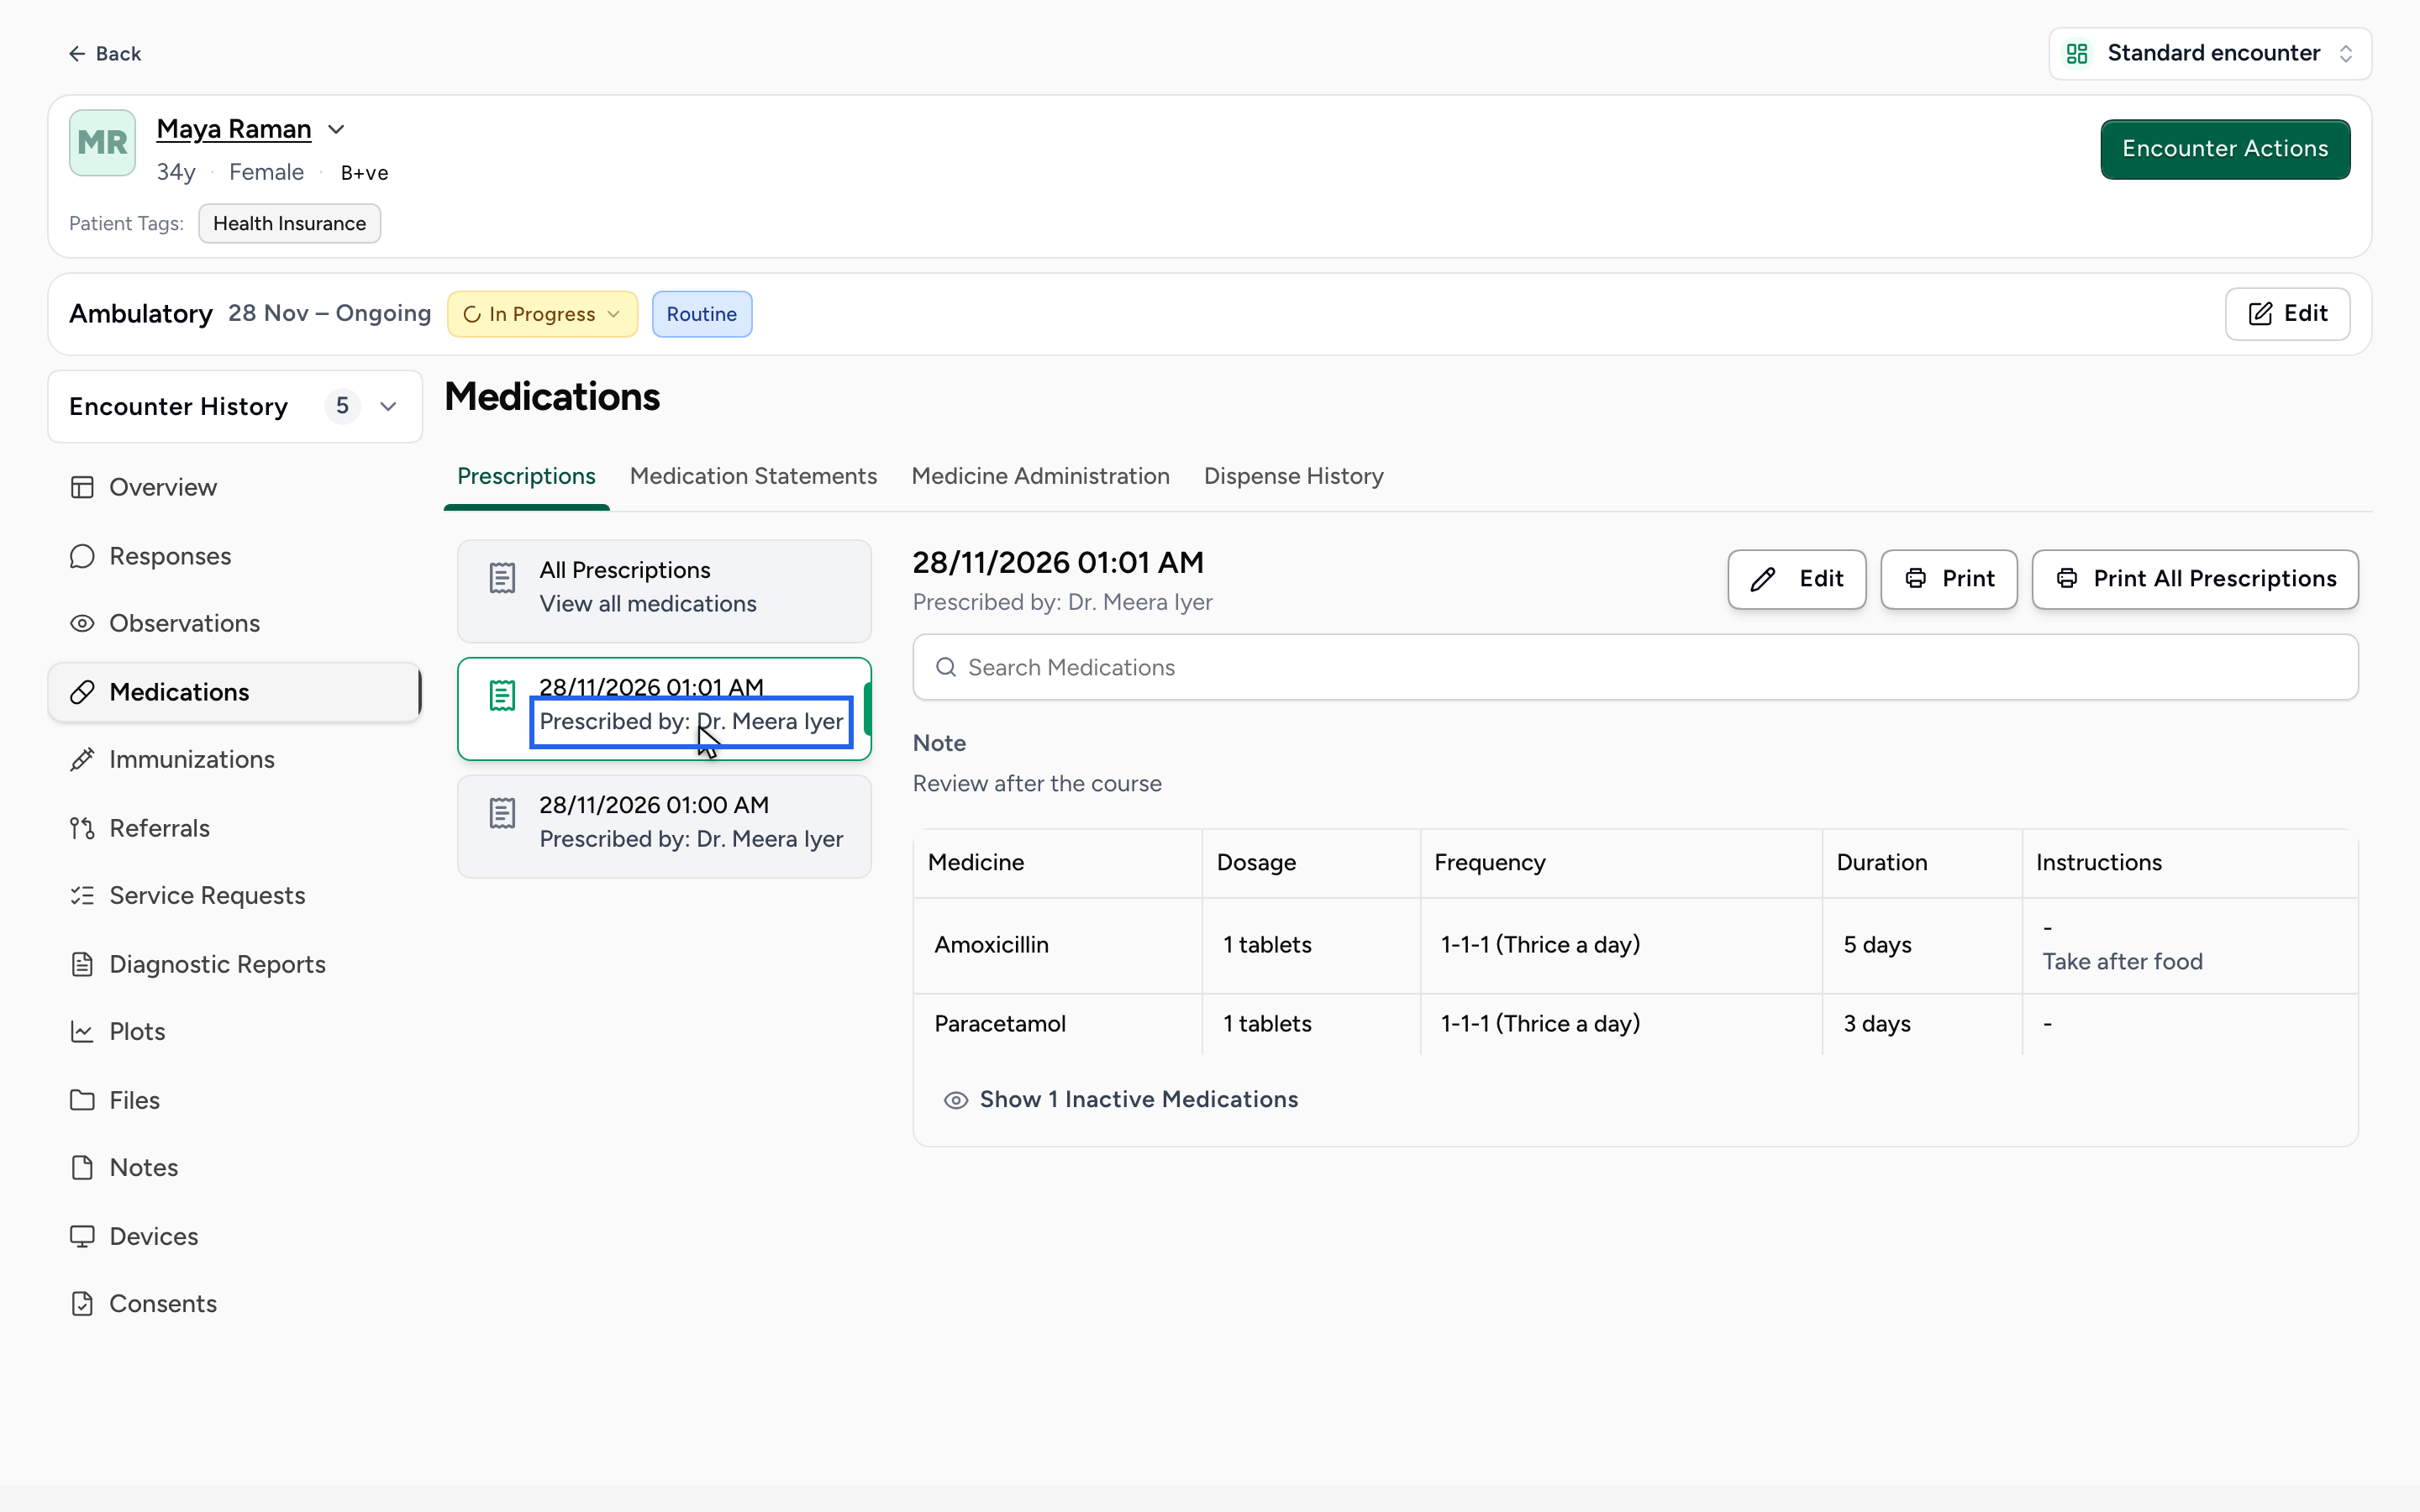 Back
Standard encounter
MR
Maya Raman
34y · Female · B+ve
Encounter Actions
Patient Tags: Health Insurance
Ambulatory 28 Nov – Ongoing In Progress Routine
Edit
Encounter History 5
Overview
Responses
Observations
Medications
Immunizations
Referrals
Service Requests
Diagnostic Reports
Plots
Files
Notes
Devices
Consents
Medications
Prescriptions Medication Statements Medicine Administration Dispense History
All Prescriptions
View all medications
28/11/2026 01:01 AM
Prescribed by: Dr. Meera Iyer
28/11/2026 01:00 AM
Prescribed by: Dr. Meera Iyer
28/11/2026 01:01 AM
Prescribed by: Dr. Meera Iyer
Edit Print Print All Prescriptions
Search Medications
Note
Review after the course
Medicine Dosage Frequency Duration Instructions
Amoxicillin 1 tablets 1-1-1 (Thrice a day) 5 days -
Take after food
Paracetamol 1 tablets 1-1-1 (Thrice a day) 3 days -
Show 1 Inactive Medications